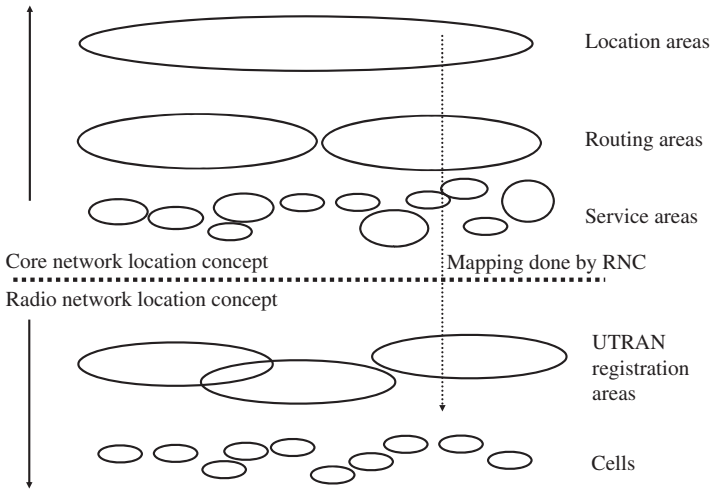 Location areas
Routing areas
Service areas
Core network location concept
Mapping done by RNC
Radio network location concept
UTRAN
registration
areas
Cells